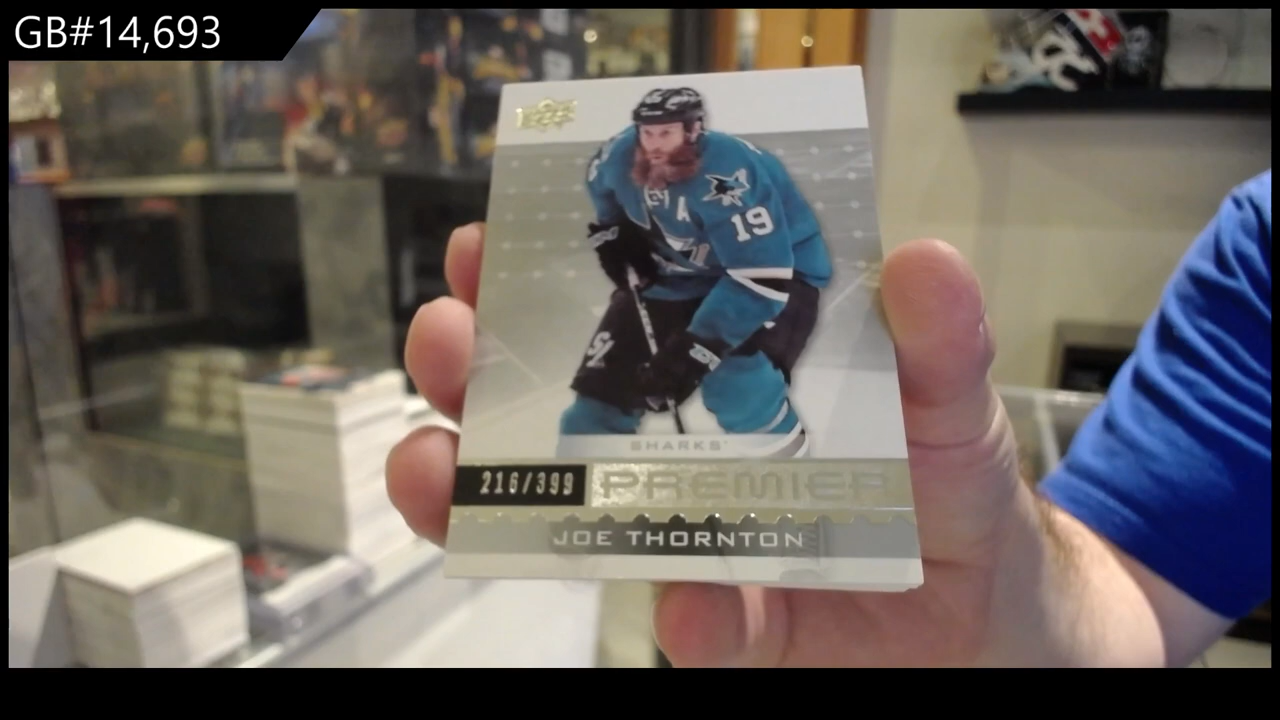 GB#14,693
A
19
SHARKS
216/399
PREMIER
JOE THORNTON